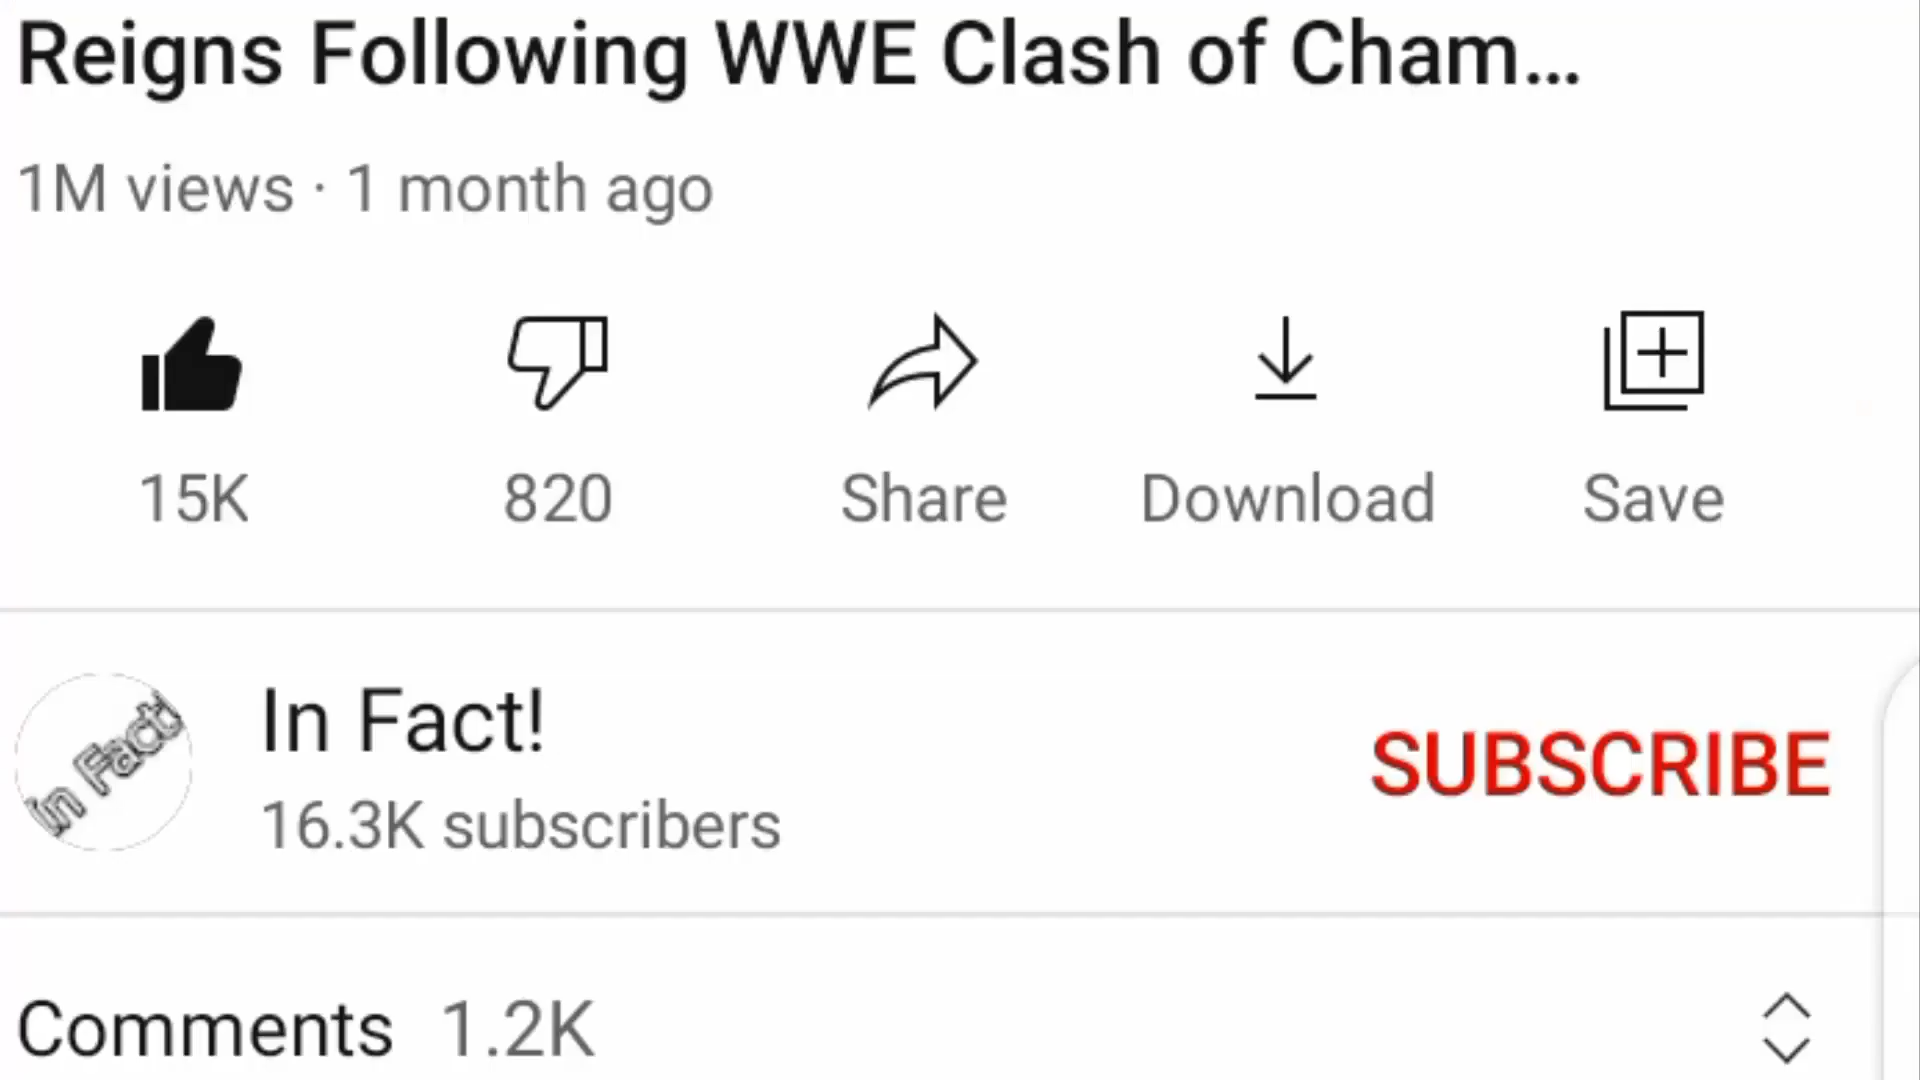 Reigns Following WWE Clash of Cham...
1M views · 1 month ago
15K
820
Share
Download
Save
In Fact!
In Fact!
16.3K subscribers
SUBSCRIBE
Comments 1.2K